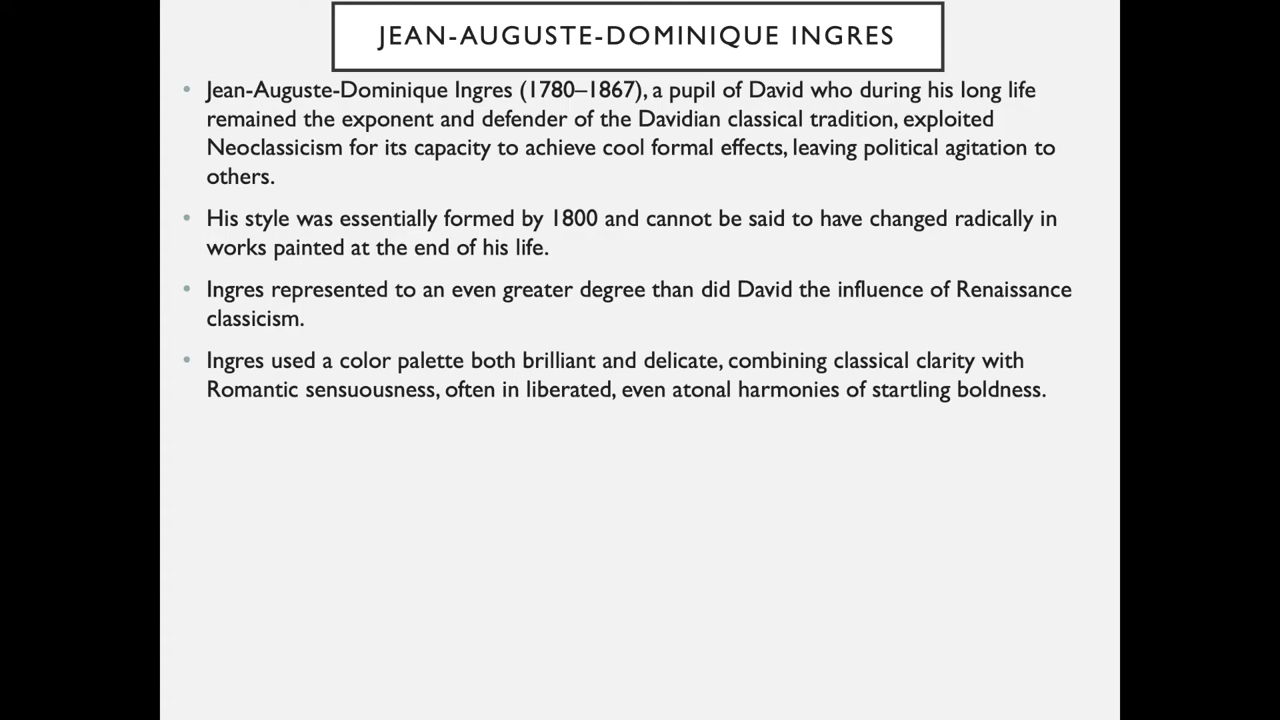 JEAN-AUGUSTE-DOMINIQUE INGRES
• Jean-Auguste-Dominique Ingres (1780–1867), a pupil of David who during his long life
remained the exponent and defender of the Davidian classical tradition, exploited
Neoclassicism for its capacity to achieve cool formal effects, leaving political agitation to
others.
• His style was essentially formed by 1800 and cannot be said to have changed radically in
works painted at the end of his life.
• Ingres represented to an even greater degree than did David the influence of Renaissance
classicism.
• Ingres used a color palette both brilliant and delicate, combining classical clarity with
Romantic sensuousness, often in liberated, even atonal harmonies of startling boldness.